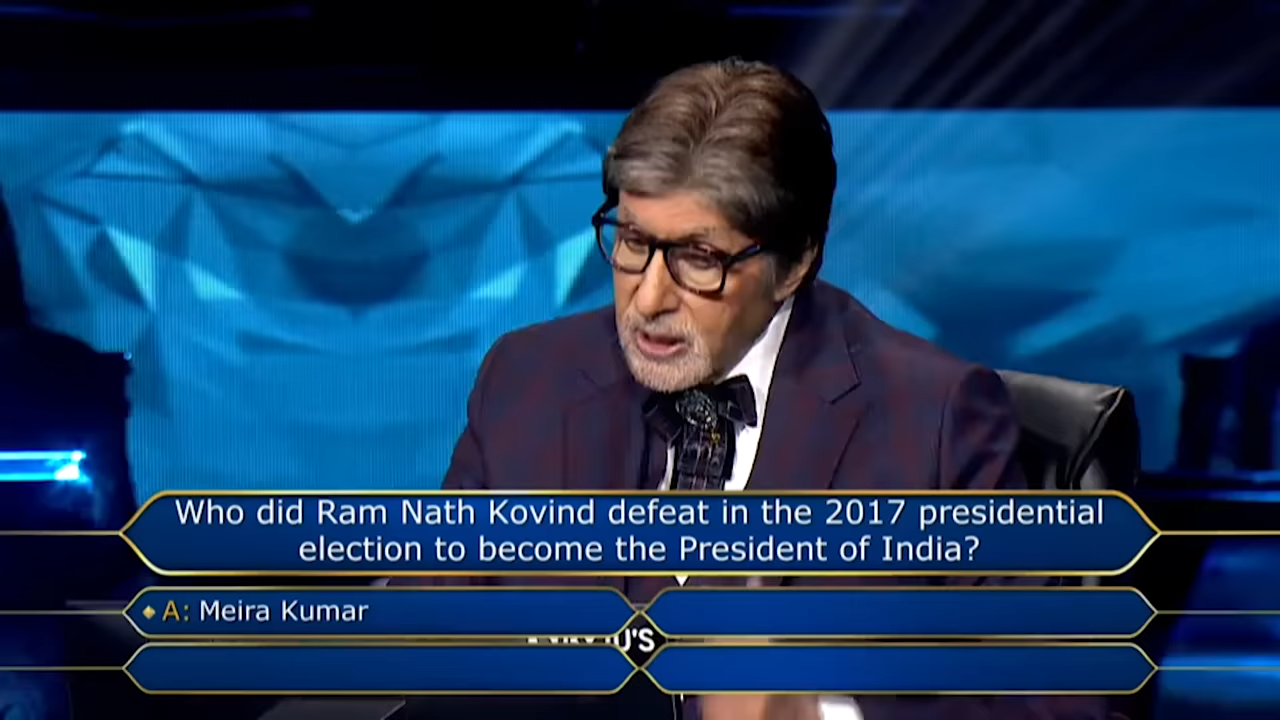 Who did Ram Nath Kovind defeat in the 2017 presidential
election to become the President of India?
A: Meira Kumar